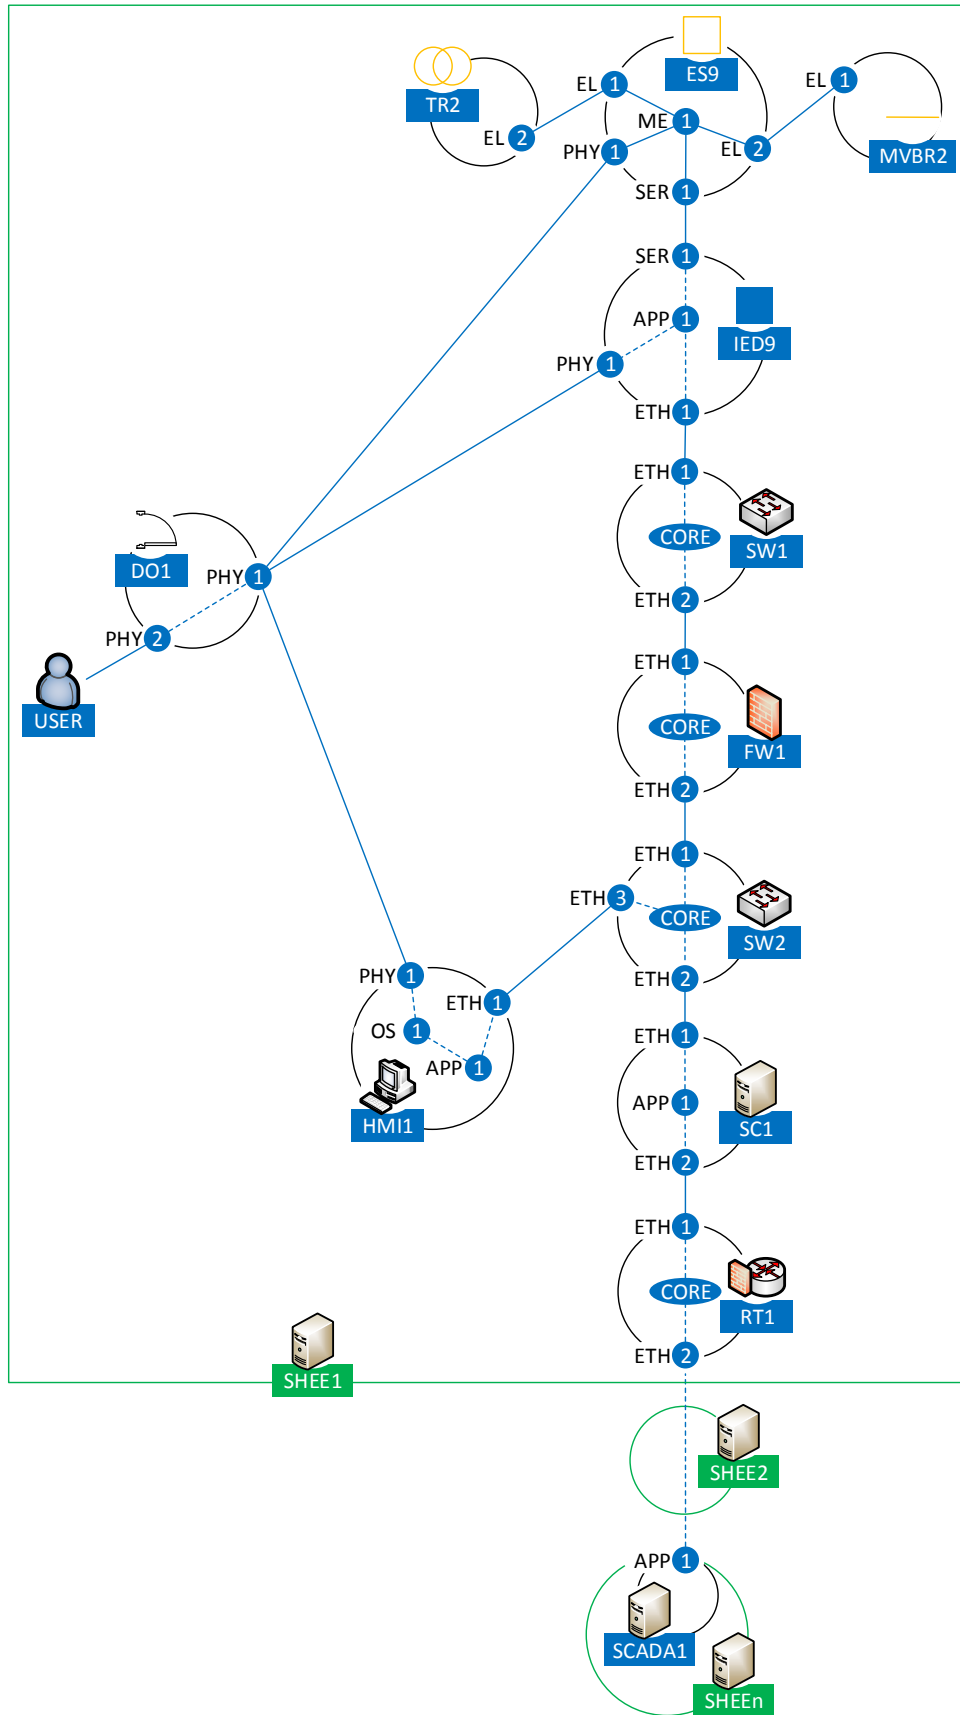 ES9
EL 1
EL 1
TR2
ME 1
EL 2
PHY 1
EL 2
MVBR2
SER 1
SER 1
APP 1
IED9
PHY 1
ETH 1
ETH 1
CORE
SW1
DO1
PHY 1
ETH 2
PHY 2
USER
ETH 1
CORE
FW1
ETH 2
ETH 1
ETH 3
CORE
SW2
PHY 1
ETH 2
ETH 1
OS 1
ETH 1
APP 1
HMI1
APP 1
SC1
ETH 2
ETH 1
CORE
RT1
ETH 2
SHEE1
SHEE2
APP 1
SCADA1
SHEEn